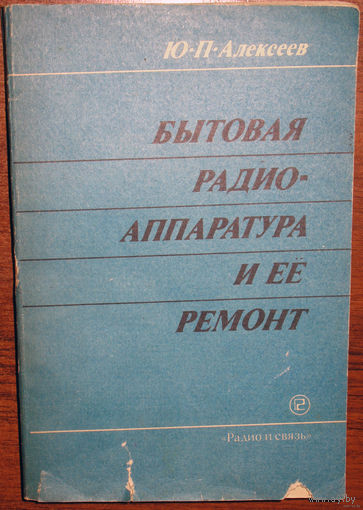 Ю·П·Алексеев
БЫТОВАЯ
РАДИО-
АППАРАТУРА
И ЕЕ
РЕМОНТ
«Радио и связь»